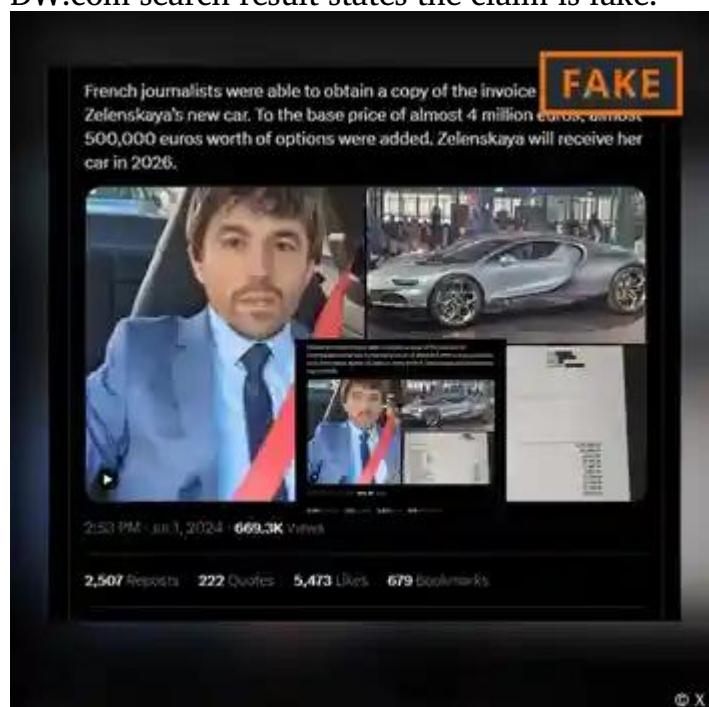 DW.com search result states the claim is fake.
FAKE
French journalists were able to obtain a copy of the invoice
Zelenskaya's new car. To the base price of almost 4 million euros, almost
500,000 euros worth of options were added. Zelenskaya will receive her
car in 2026.
2:53 PM · Jul 1, 2024 · 669.3K Views
2,507 Reposts 222 Quotes 5,473 Likes 679 Bookmarks
© X